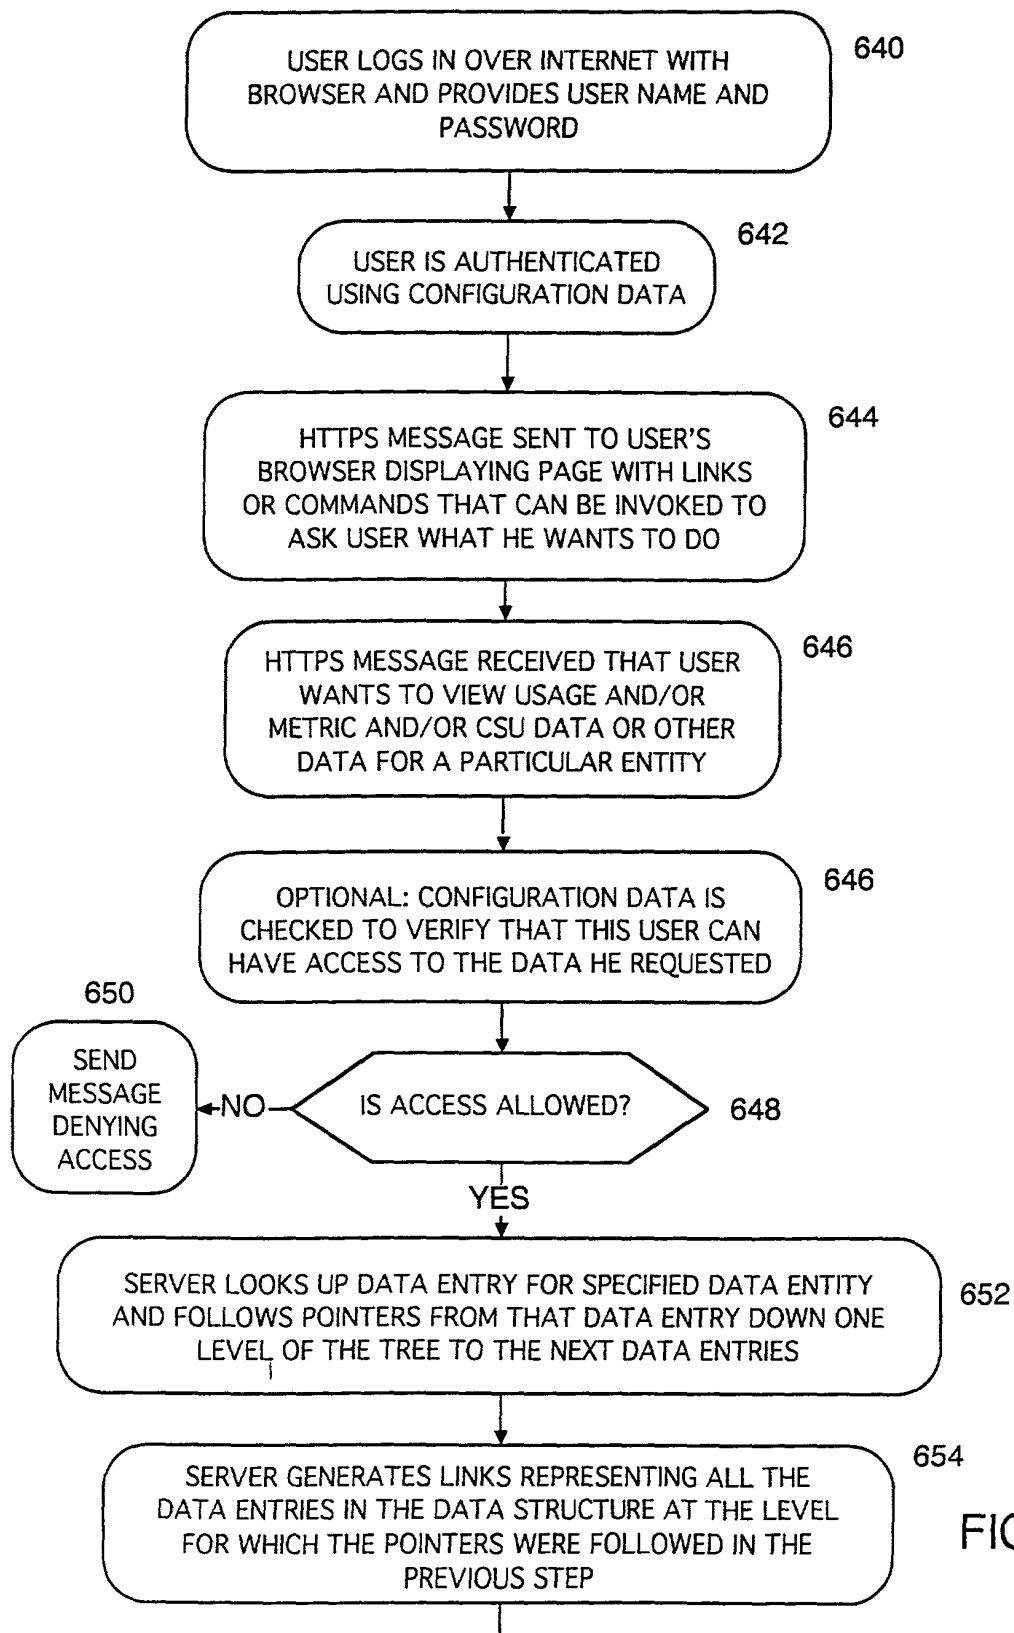 640
USER LOGS IN OVER INTERNET WITH
BROWSER AND PROVIDES USER NAME AND
PASSWORD
642
USER IS AUTHENTICATED
USING CONFIGURATION DATA
644
HTTPS MESSAGE SENT TO USER'S
BROWSER DISPLAYING PAGE WITH LINKS
OR COMMANDS THAT CAN BE INVOKED TO
ASK USER WHAT HE WANTS TO DO
646
HTTPS MESSAGE RECEIVED THAT USER
WANTS TO VIEW USAGE AND/OR
METRIC AND/OR CSU DATA OR OTHER
DATA FOR A PARTICULAR ENTITY
646
OPTIONAL: CONFIGURATION DATA IS
CHECKED TO VERIFY THAT THIS USER CAN
HAVE ACCESS TO THE DATA HE REQUESTED
650
SEND
MESSAGE
DENYING
ACCESS
NO
IS ACCESS ALLOWED?
648
YES
SERVER LOOKS UP DATA ENTRY FOR SPECIFIED DATA ENTITY
AND FOLLOWS POINTERS FROM THAT DATA ENTRY DOWN ONE
LEVEL OF THE TREE TO THE NEXT DATA ENTRIES
652
654
SERVER GENERATES LINKS REPRESENTING ALL THE
DATA ENTRIES IN THE DATA STRUCTURE AT THE LEVEL
FOR WHICH THE POINTERS WERE FOLLOWED IN THE
PREVIOUS STEP